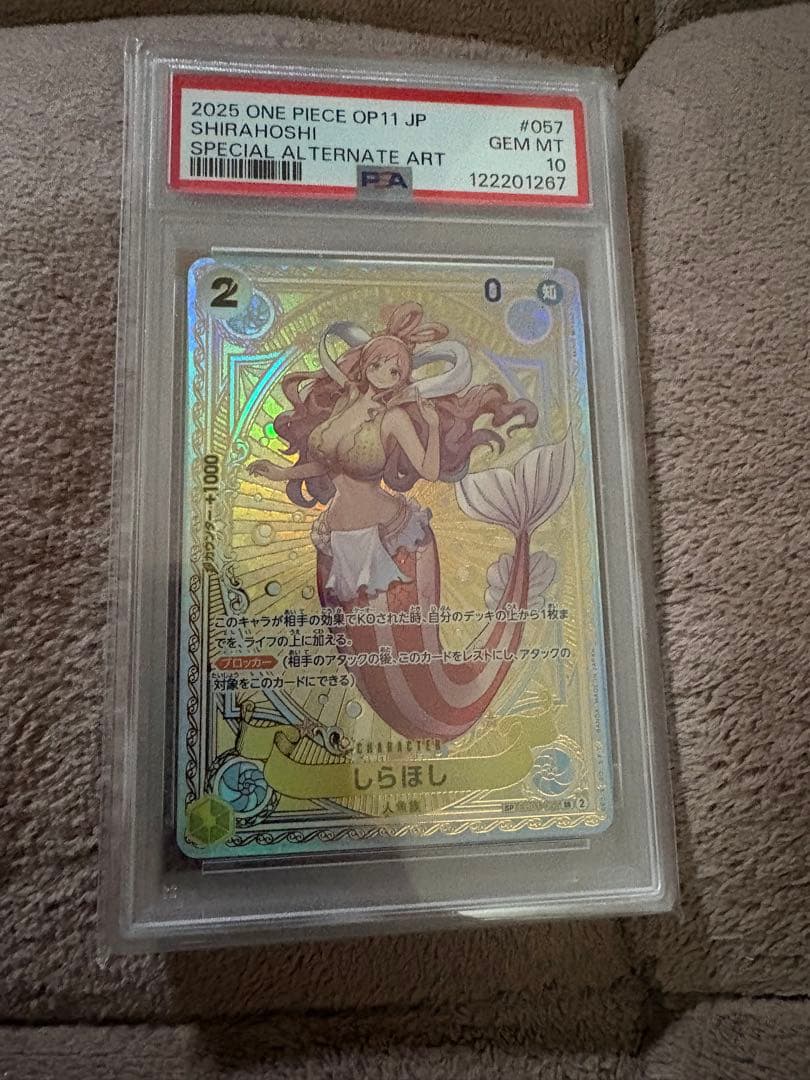 2025 ONE PIECE OP11 JP
#057
SHIRAHOSHI
GEM MT
SPECIAL ALTERNATE ART
10
PSA
122201267
2
0
知
カウンター+1000
このキャラが相手の効果でKOされた時、自分のデッキの上から1枚ま
でを、ライフの上に加える。
ブロッカー (相手のアタックの後、このカードをレストにし、アタックの
対象をこのカードにできる)
CHARACTER
しらほし
人魚族
SP
2